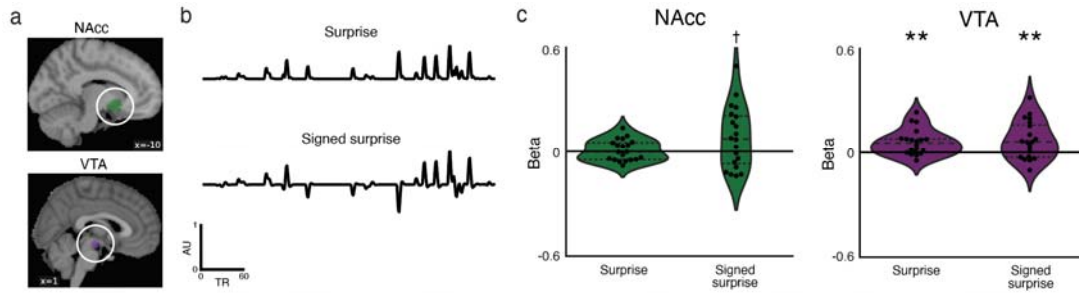 a
NAcc
x=-10
VTA
x=1
b
Surprise
Signed surprise
1
AU
0
0
60
TR
c
NAcc
†
0.6
Beta
0
-0.6
Surprise
Signed
surprise
VTA
**
**
0.6
Beta
0
-0.6
Surprise
Signed
surprise